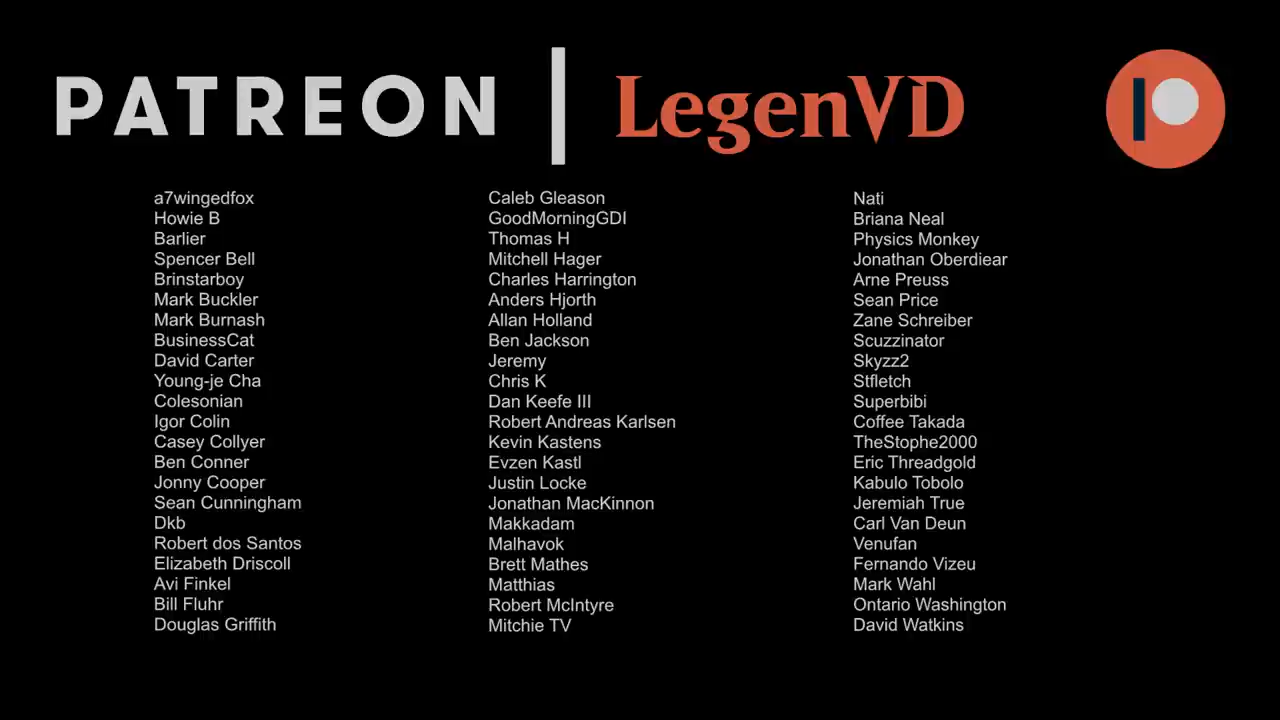 PATREON | LegenVD
a7wingedfox
Howie B
Barlier
Spencer Bell
Brinstarboy
Mark Buckler
Mark Burnash
BusinessCat
David Carter
Young-je Cha
Colesonian
Igor Colin
Casey Collyer
Ben Conner
Jonny Cooper
Sean Cunningham
Dkb
Robert dos Santos
Elizabeth Driscoll
Avi Finkel
Bill Fluhr
Douglas Griffith
Caleb Gleason
GoodMorningGDI
Thomas H
Mitchell Hager
Charles Harrington
Anders Hjorth
Allan Holland
Ben Jackson
Jeremy
Chris K
Dan Keefe III
Robert Andreas Karlsen
Kevin Kastens
Evzen Kastl
Justin Locke
Jonathan MacKinnon
Makkadam
Malhavok
Brett Mathes
Matthias
Robert McIntyre
Mitchie TV
Nati
Briana Neal
Physics Monkey
Jonathan Oberdiear
Arne Preuss
Sean Price
Zane Schreiber
Scuzzinator
Skyzz2
Stfletch
Superbibi
Coffee Takada
TheStophe2000
Eric Threadgold
Kabulo Tobolo
Jeremiah True
Carl Van Deun
Venufan
Fernando Vizeu
Mark Wahl
Ontario Washington
David Watkins